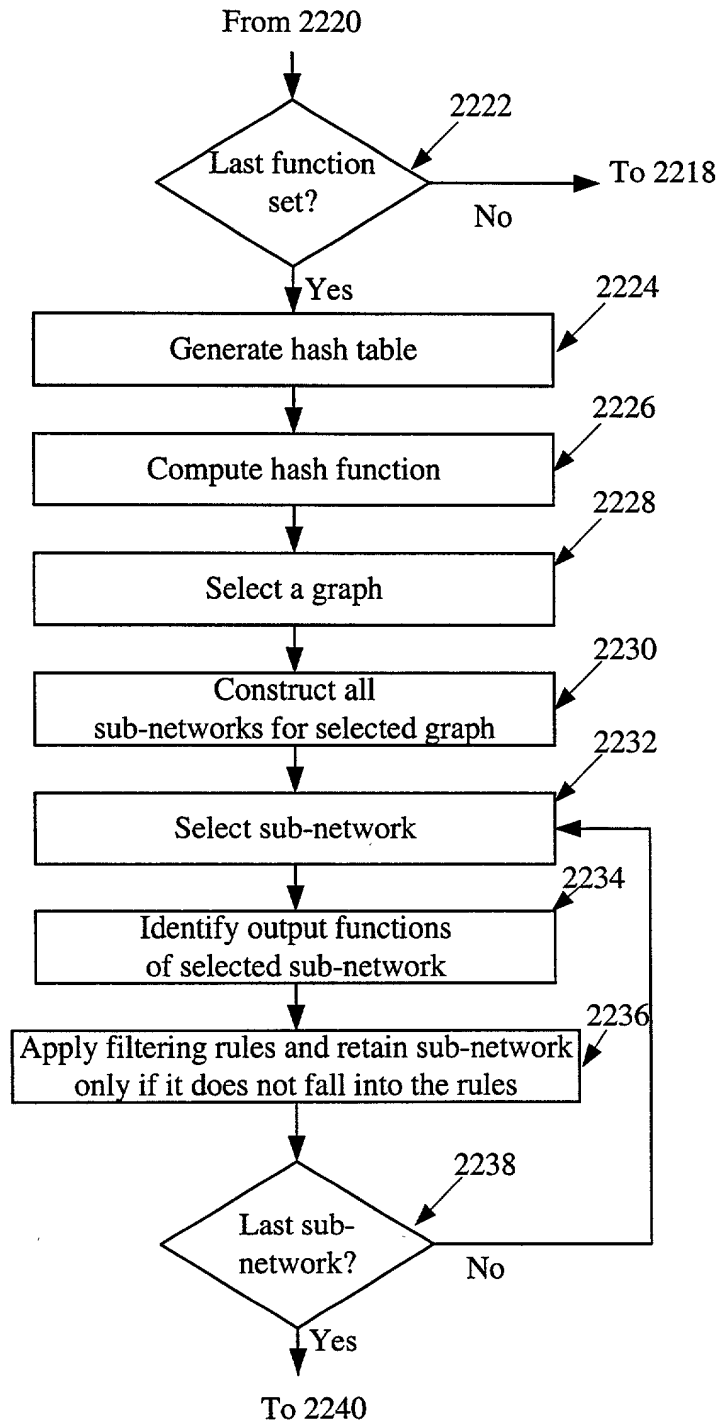 From 2220
2222
Last function
set?
To 2218
No
Yes
2224
Generate hash table
2226
Compute hash function
2228
Select a graph
2230
Construct all
sub-networks for selected graph
2232
Select sub-network
2234
Identify output functions
of selected sub-network
2236
Apply filtering rules and retain sub-network
only if it does not fall into the rules
2238
Last sub-
network?
No
Yes
To 2240